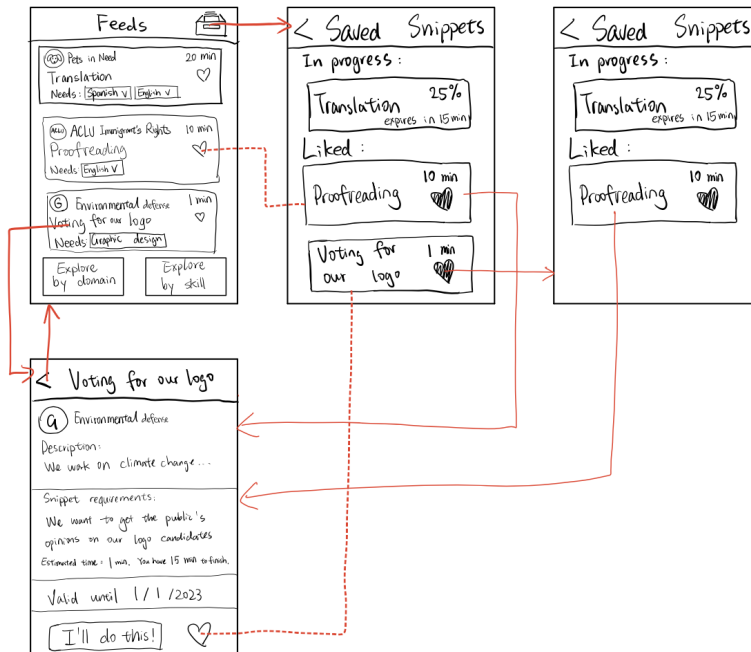 Feeds
Pets in Need 20 min
Translation
Needs: Spanish V English V
ACLU ACLU Immigrant's Rights 10 min
Proofreading
Needs English V
G Environmental defense 1 min
Voting for our logo
Needs Graphic design
Explore by domain
Explore by skill
< Saved Snippets
In progress:
Translation 25%
expires in 15 min
Liked:
Proofreading 10 min
Voting for our logo 1 min
< Saved Snippets
In progress:
Translation 25%
expires in 15 min
Liked:
Proofreading 10 min
< Voting for our logo
G Environmental defense
Description:
We work on climate change...
Snippet requirements:
We want to get the public's
opinions on our logo candidates
Estimated time: 1 min. You have 15 min to finish.
Valid until 1/1/2023
I'll do this!